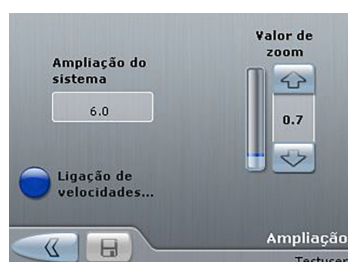 Valor de
zoom
Ampliação do
sistema
6.0
0.7
Ligação de
velocidades...
Ampliação